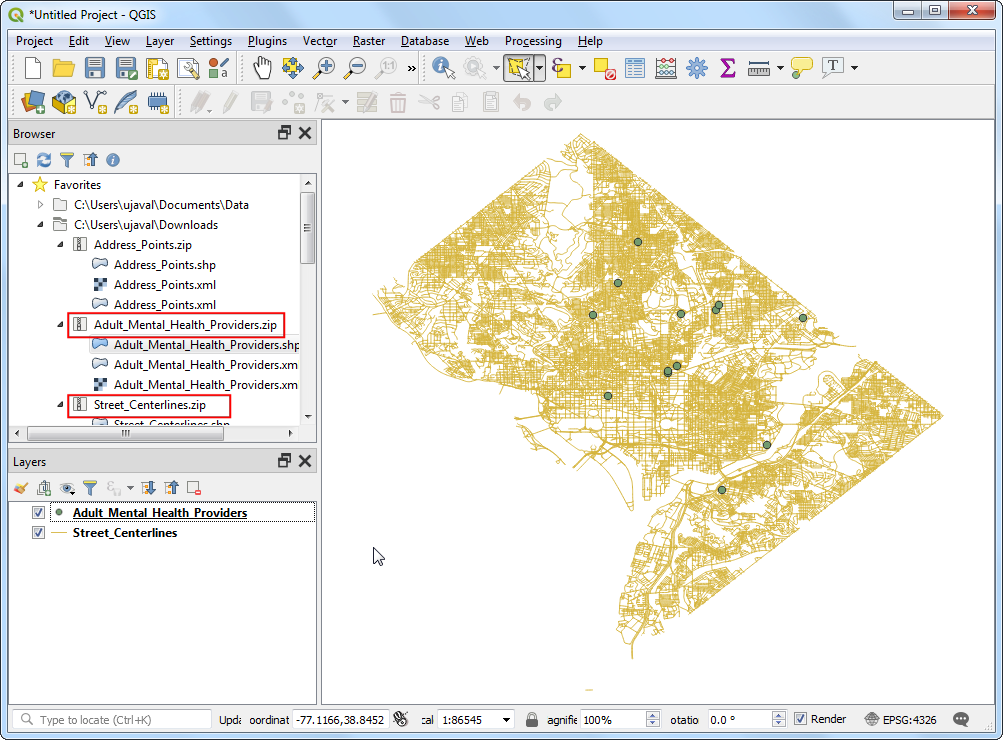 *Untitled Project - QGIS
Project Edit View Layer Settings Plugins Vector Raster Database Web Processing Help
1:1
»
T
Browser
Favorites
C:\Users\ujaval\Documents\Data
C:\Users\ujaval\Downloads
Address_Points.zip
Address_Points.shp
Address_Points.xml
Address_Points.xml
Adult_Mental_Health_Providers.zip
Adult_Mental_Health_Providers.shp
Adult_Mental_Health_Providers.xm
Adult_Mental_Health_Providers.xm
Street_Centerlines.zip
Street_Centerlines.shp
Layers
Adult_Mental_Health_Providers
Street_Centerlines
Type to locate (Ctrl+K) Upda oordinat -77.1166,38.8452 cal 1:86545 agnifie 100% otatio 0.0 ° Render EPSG:4326